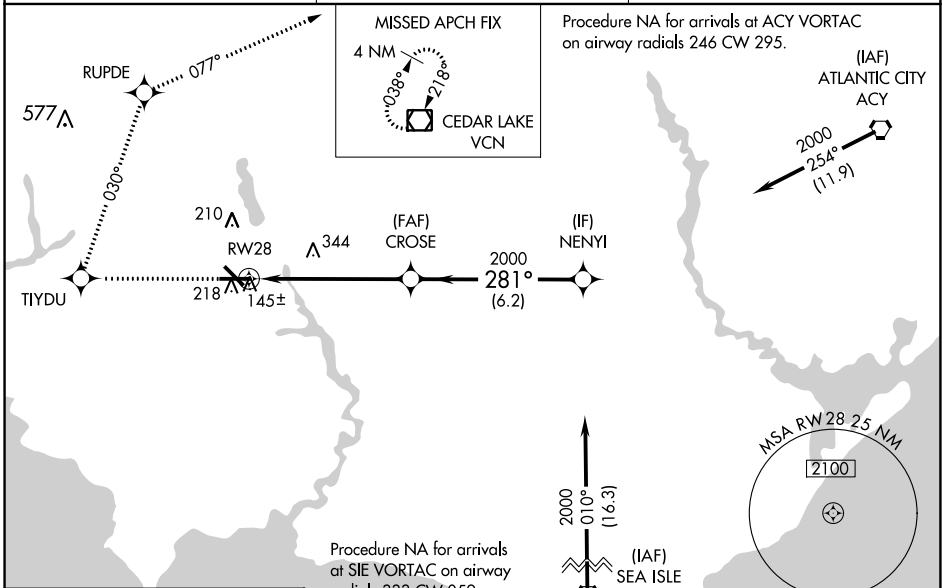 MISSED APCH FIX
4 NM
038°
218°
CEDAR LAKE
VCN
Procedure NA for arrivals at ACY VORTAC
on airway radials 246 CW 295.
(IAF)
ATLANTIC CITY
ACY
2000
254°
(11.9)
RUPDE
077°
577
030°
TIYDU
210
RW28
344
218
145±
(FAF)
CROSE
2000
281°
(6.2)
(IF)
NENYI
MSA RW28 25 NM
2100
2000
010°
(16.3)
(IAF)
SEA ISLE
Procedure NA for arrivals
at SIE VORTAC on airway